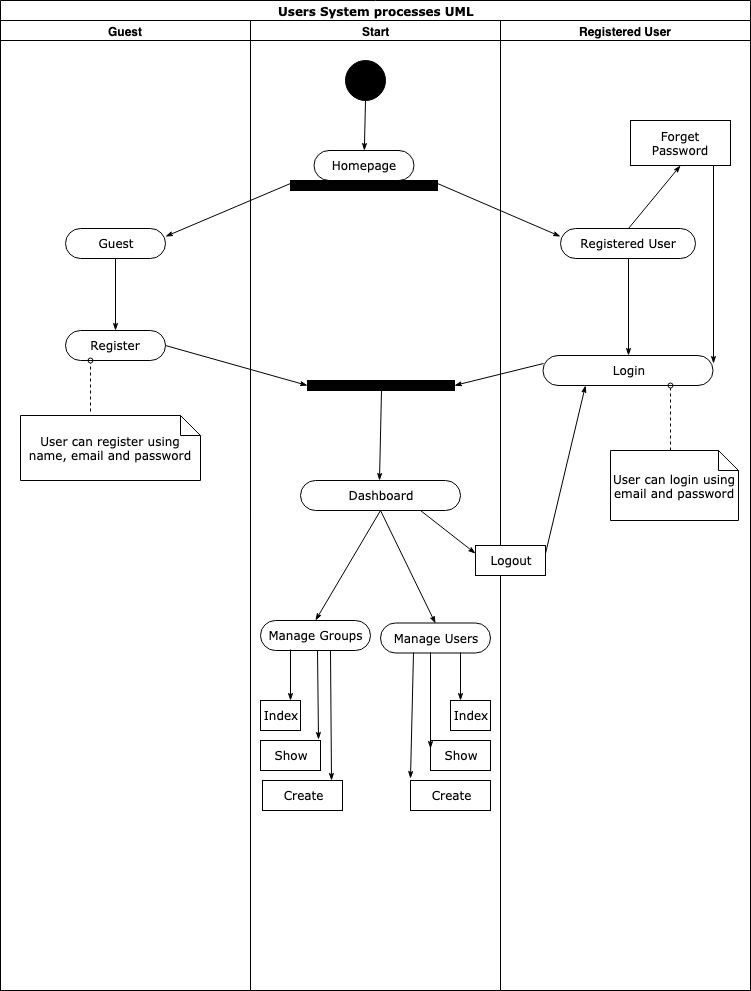 Users System processes UML
Guest
Start
Registered User
Forget
Password
Homepage
Guest
Registered User
Register
Login
User can register using
name, email and password
User can login using
email and password
Dashboard
Logout
Manage Groups
Manage Users
Index
Index
Show
Show
Create
Create